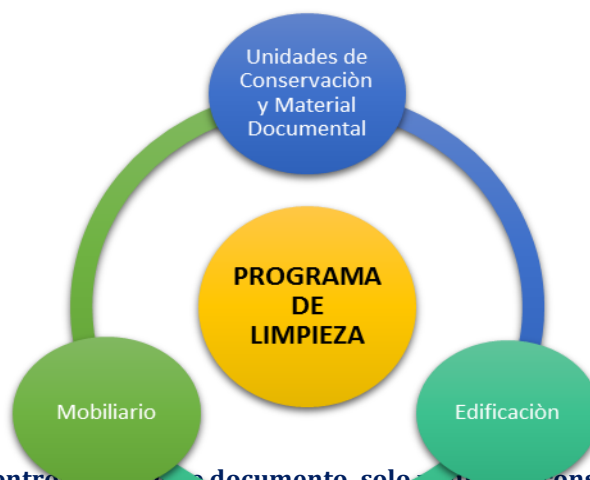 Unidades de
Conservaciòn
y Material
Documental
PROGRAMA
DE
LIMPIEZA
Mobiliario
Edificaciòn
documento, solo